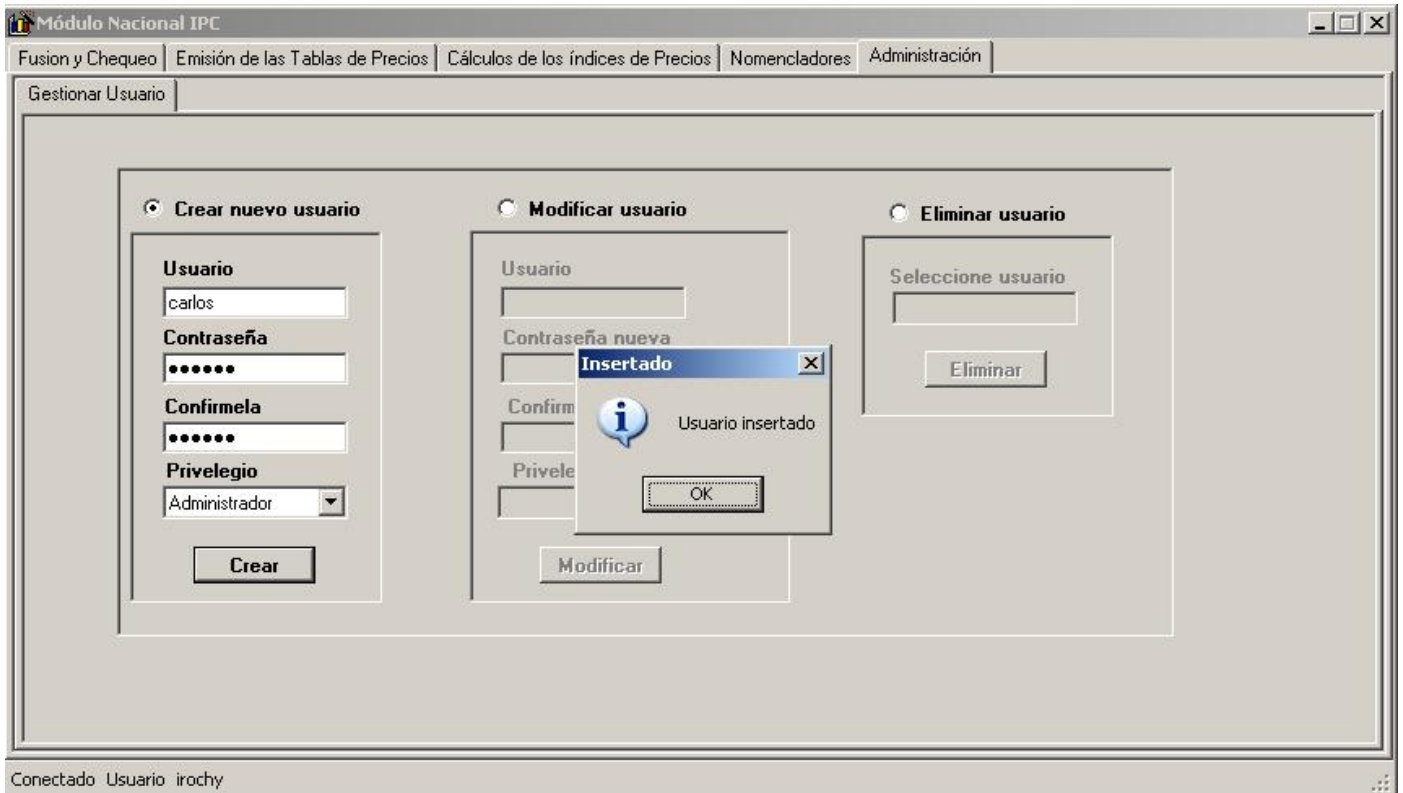 Módulo Nacional IPC
Fusion y Chequeo Emisión de las Tablas de Precios Cálculos de los índices de Precios Nomencladores Administración
Gestionar Usuario
Crear nuevo usuario
Usuario
carlos
Contraseña
●●●●●●
Confirmela
●●●●●●
Privelegio
Administrador
Crear
Modificar usuario
Usuario
Contraseña nueva
Confirm
Privele
Modificar
Eliminar usuario
Seleccione usuario
Eliminar
Insertado
Usuario insertado
OK
Conectado Usuario irochy